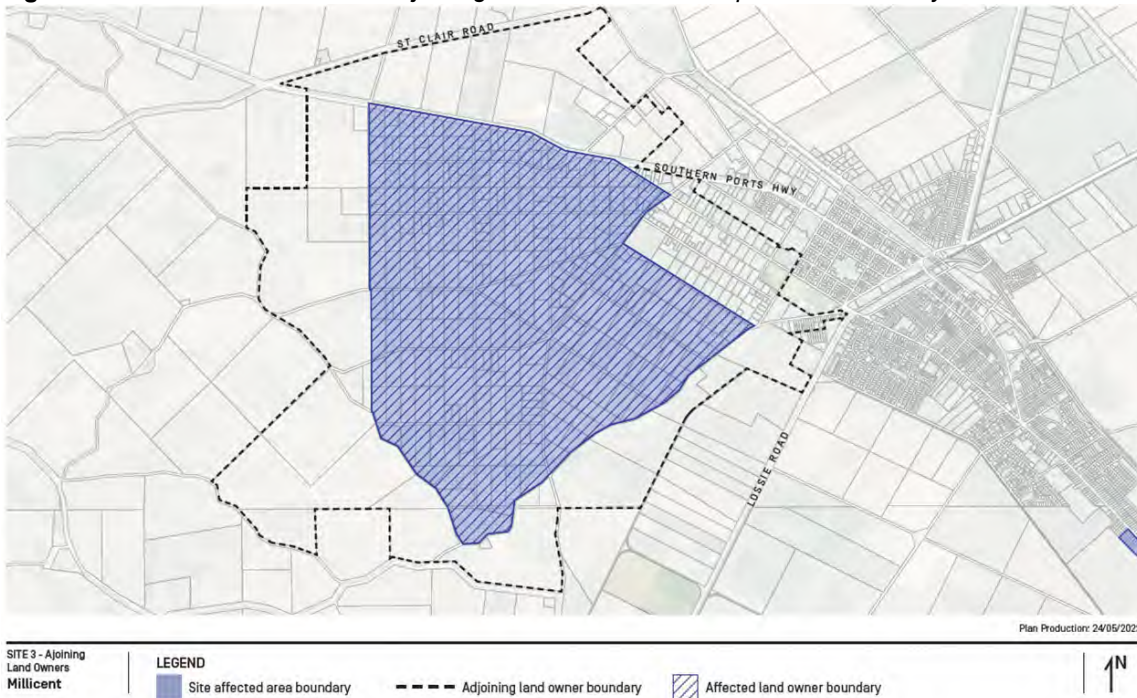 ST CLAIR ROAD
SOUTHERN PORTS HWY
LOSSIE ROAD
Plan Production: 24/05/202
SITE 3 - Ajoining
Land Owners
Millicent
LEGEND
Site affected area boundary
Adjoining land owner boundary
Affected land owner boundary
N